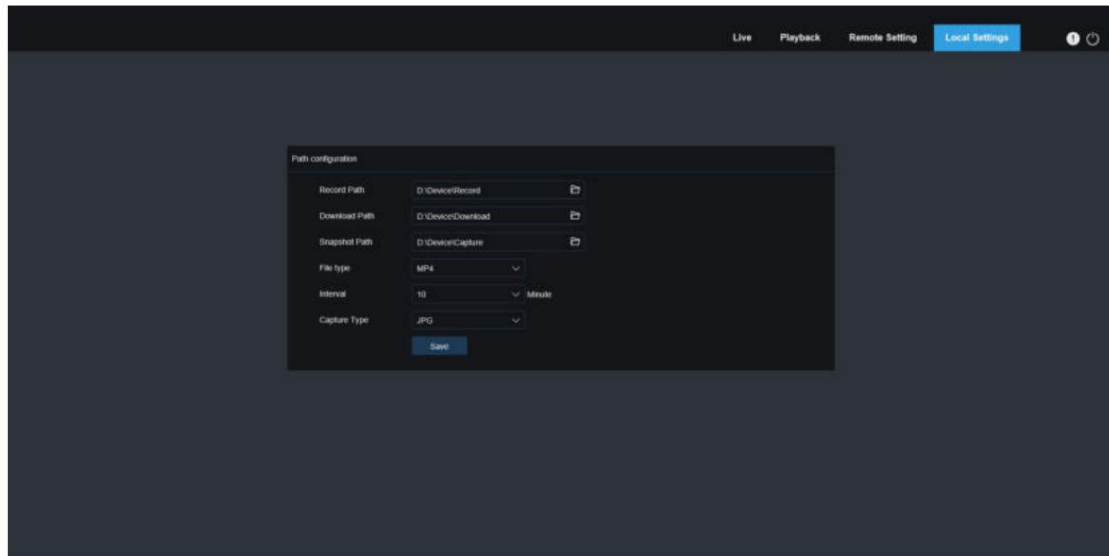 Live Playback Remote Setting Local Settings
Path configuration
Record Path D:\Device\Record
Download Path D:\Device\Download
Snapshot Path D:\Device\Capture
File type MP4
Interval 10 Minute
Capture Type JPG
Save